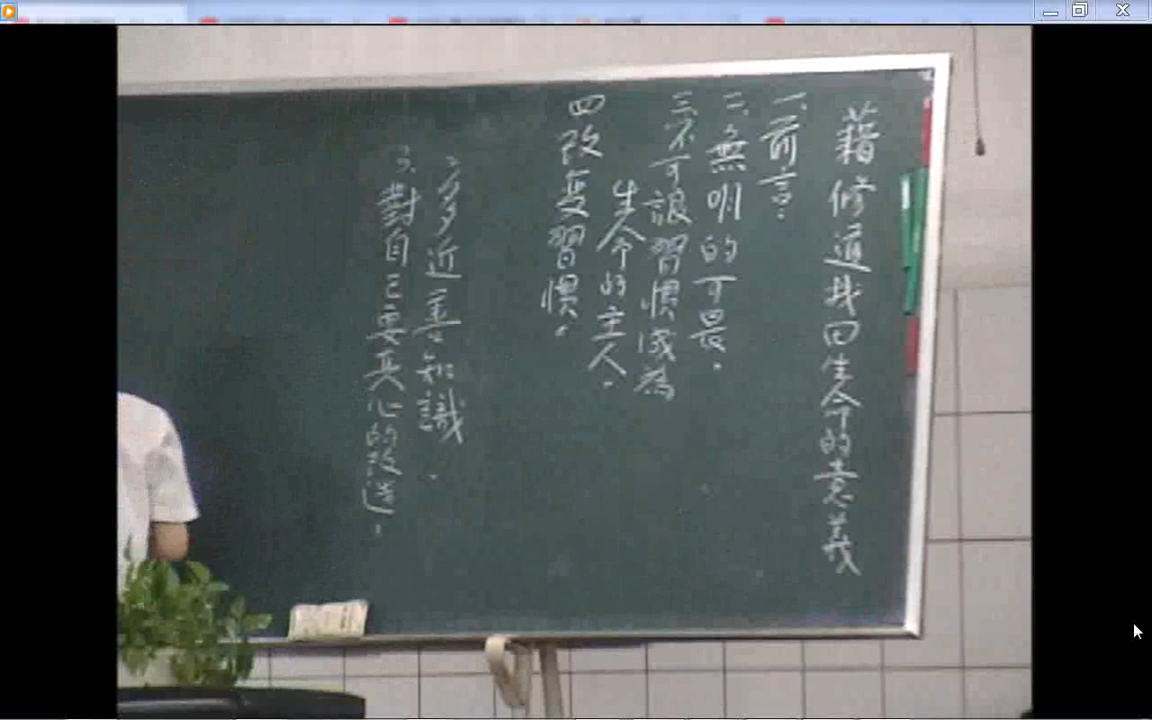 藉修道找回生命的意義
一、前言：
二、無明的可畏。
三、不可讓習慣成為
生命的主人。
四改变習慣。
2.多近善知識.
3.對自己要真心的改造。